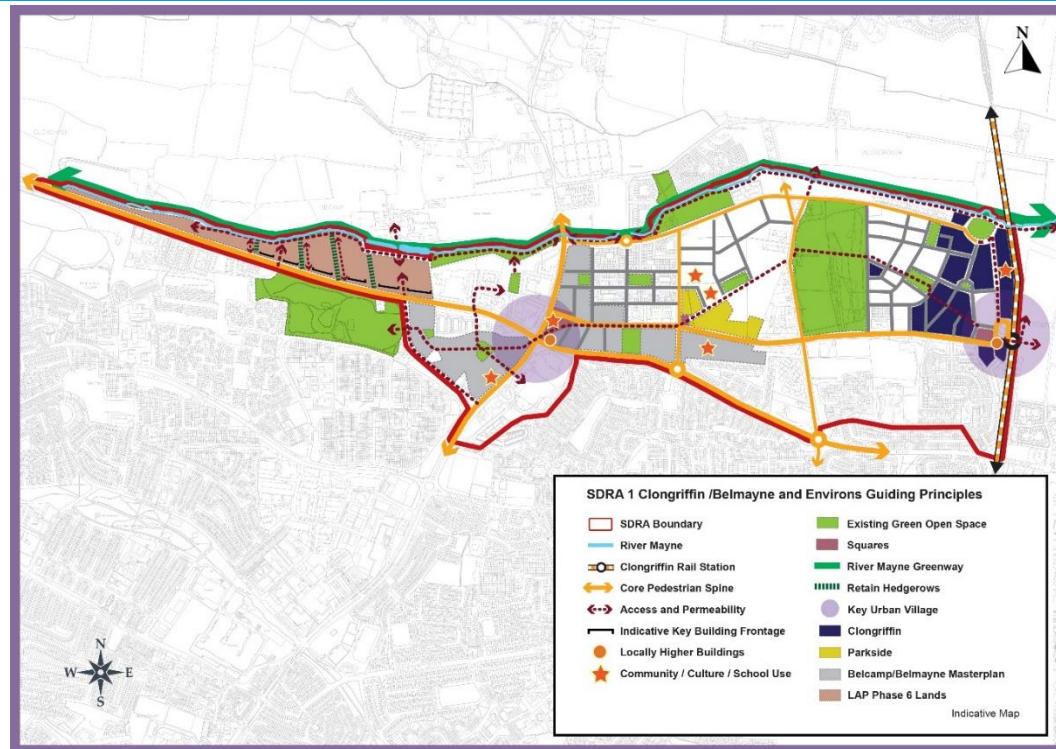 N
N
W E
S
SDRA 1 Clongriffin /Belmayne and Environs Guiding Principles
SDRA Boundary
River Mayne
Clongriffin Rail Station
Core Pedestrian Spine
Access and Permeability
Indicative Key Building Frontage
Locally Higher Buildings
Community / Culture / School Use
Existing Green Open Space
Squares
River Mayne Greenway
Retain Hedgerows
Key Urban Village
Clongriffin
Parkside
Belcamp/Belmayne Masterplan
LAP Phase 6 Lands
Indicative Map